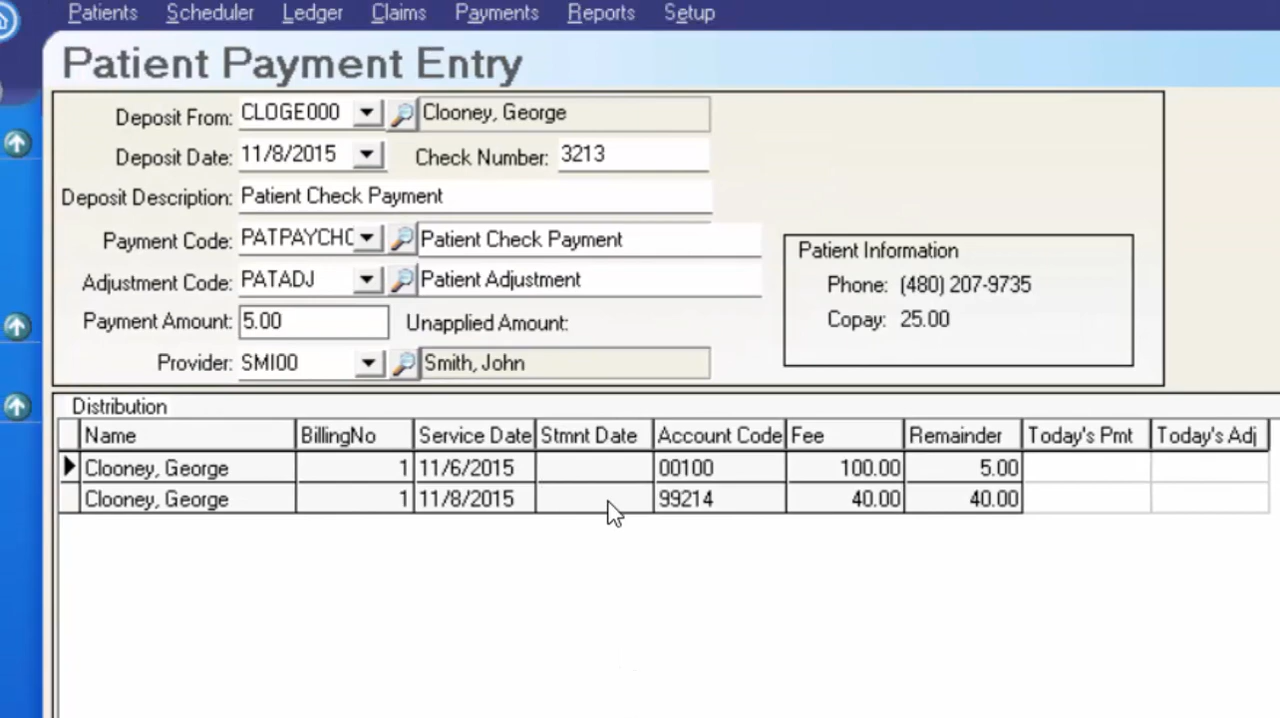 Patients Scheduler Ledger Claims Payments Reports Setup
Patient Payment Entry
Deposit From: CLOGE000 Clooney, George
Deposit Date: 11/8/2015 Check Number: 3213
Deposit Description: Patient Check Payment
Payment Code: PATPAYCHC Patient Check Payment
Adjustment Code: PATADJ Patient Adjustment
Payment Amount: 5.00 Unapplied Amount:
Provider: SMI00 Smith, John
Patient Information
Phone: (480) 207-9735
Copay: 25.00
Distribution
Name BillingNo Service Date Stmnt Date Account Code Fee Remainder Today's Pmt Today's Adj
Clooney, George 1 11/6/2015 00100 100.00 5.00
Clooney, George 1 11/8/2015 99214 40.00 40.00